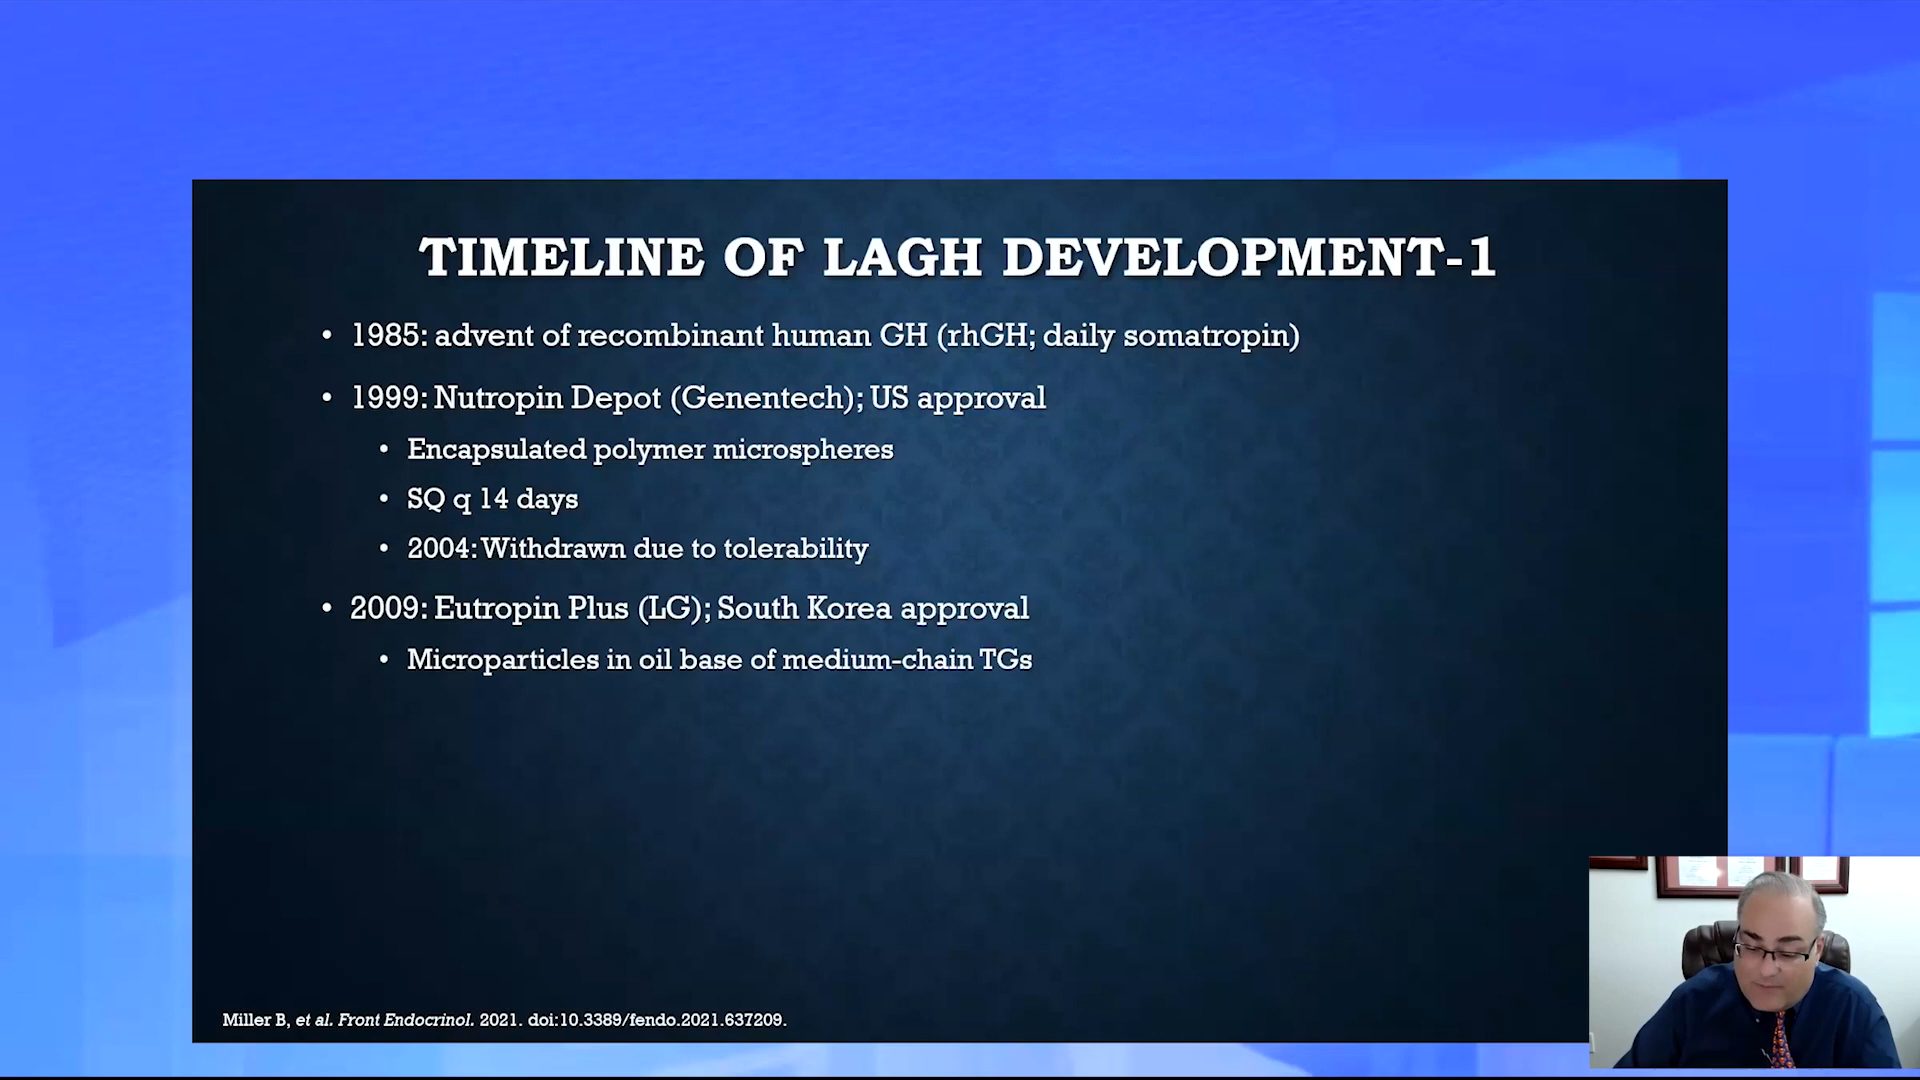 TIMELINE OF LAGH DEVELOPMENT-1
• 1985: advent of recombinant human GH (rhGH; daily somatropin)
• 1999: Nutropin Depot (Genentech); US approval
• Encapsulated polymer microspheres
• SQ q 14 days
• 2004: Withdrawn due to tolerability
• 2009: Eutropin Plus (LG); South Korea approval
• Microparticles in oil base of medium-chain TGs
Miller B, et al. Front Endocrinol. 2021. doi:10.3389/fendo.2021.637209.